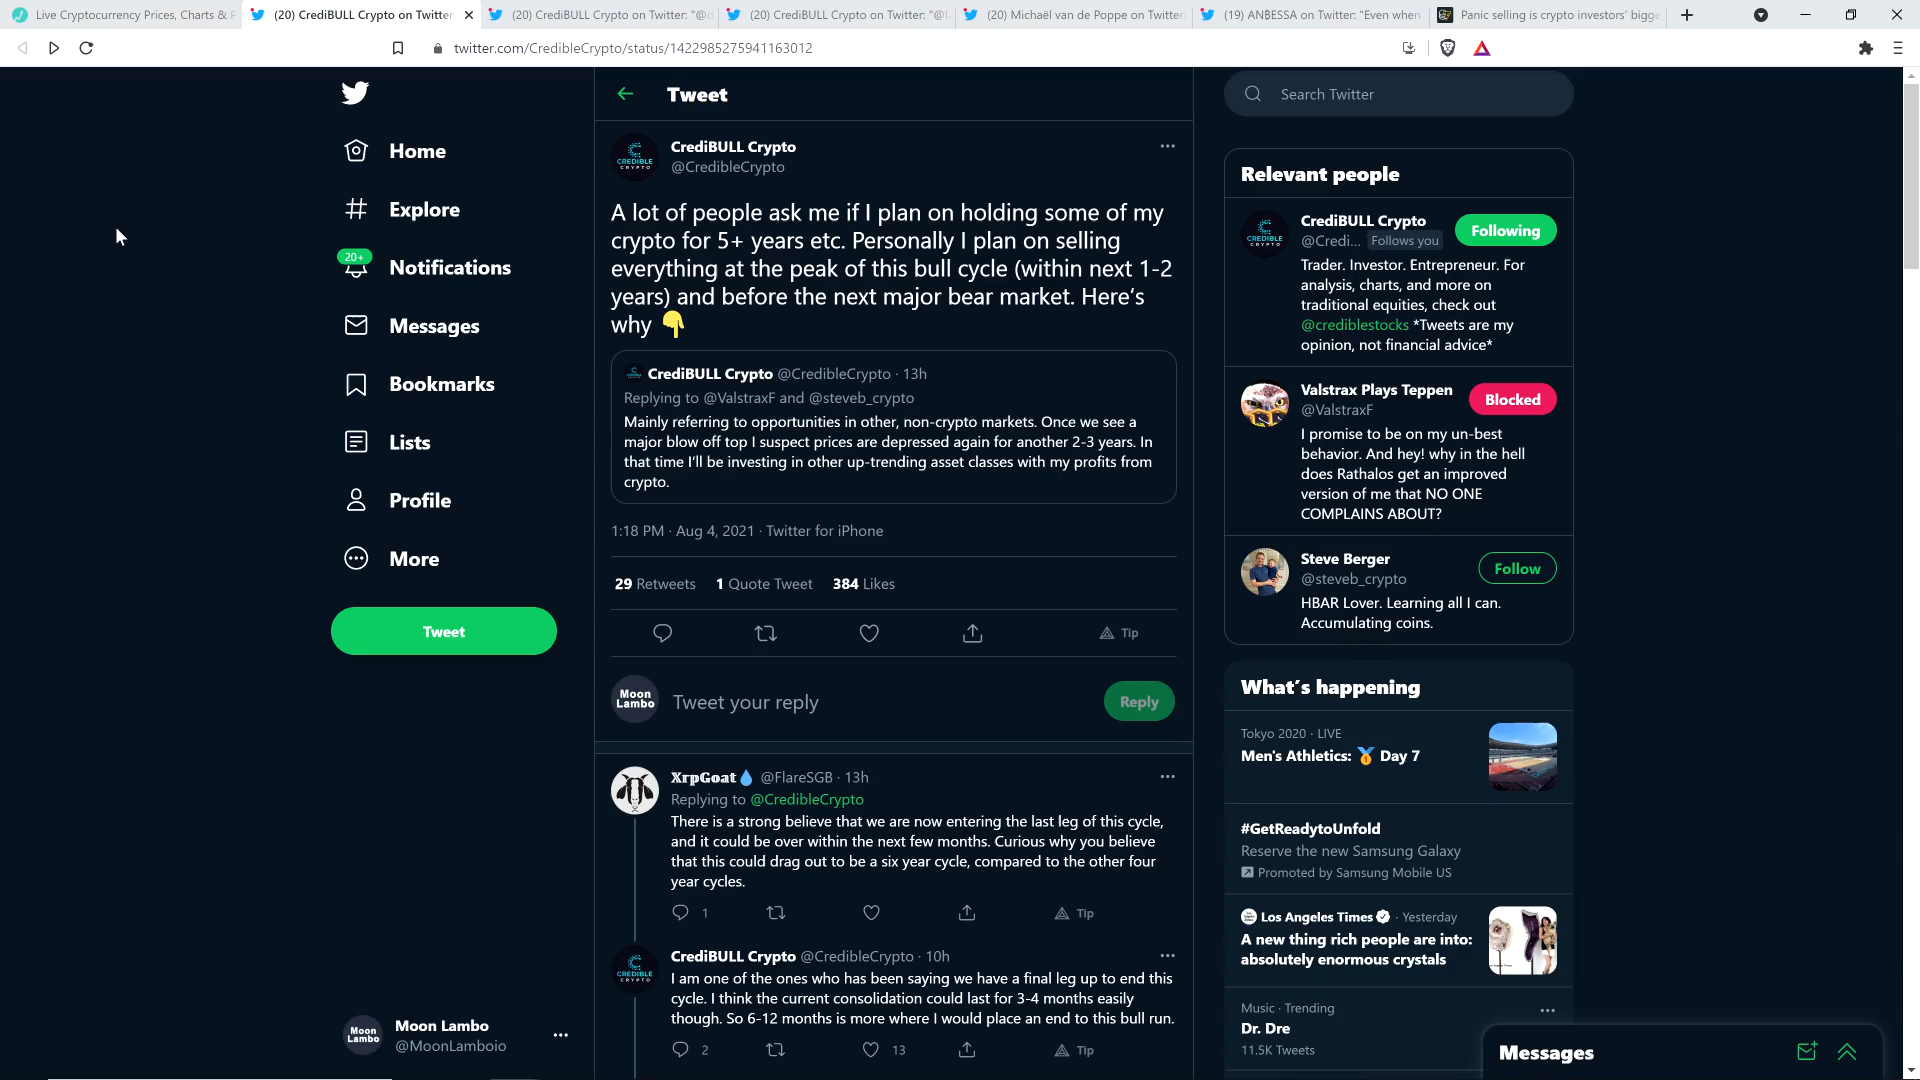 Live Cryptocurrency Prices, Charts & P
(20) CrediBULL Crypto on Twitter
(20) CrediBULL Crypto on Twitter: "@d
(20) CrediBULL Crypto on Twitter: "@la
(20) Michaël van de Poppe on Twitter:
(19) ANBESSA on Twitter: "Even when
Panic selling is crypto investors' bigge
twitter.com/CredibleCrypto/status/1422985275941163012
Home
Explore
20+
Notifications
Messages
Bookmarks
Lists
Profile
More
Tweet
Moon Lambo
Moon Lambo
@MoonLamboio
Tweet
CREDIBLE
CRYPTO
CrediBULL Crypto
@CredibleCrypto
A lot of people ask me if I plan on holding some of my
crypto for 5+ years etc. Personally I plan on selling
everything at the peak of this bull cycle (within next 1-2
years) and before the next major bear market. Here's
why 👇
CrediBULL Crypto @CredibleCrypto · 13h
Replying to @ValstraxF and @steveb_crypto
Mainly referring to opportunities in other, non-crypto markets. Once we see a
major blow off top I suspect prices are depressed again for another 2-3 years. In
that time I'll be investing in other up-trending asset classes with my profits from
crypto.
1:18 PM · Aug 4, 2021 · Twitter for iPhone
29 Retweets 1 Quote Tweet 384 Likes
Tip
Moon
Lambo
Tweet your reply
Reply
XrpGoat💧 @FlareSGB · 13h
Replying to @CredibleCrypto
There is a strong believe that we are now entering the last leg of this cycle,
and it could be over within the next few months. Curious why you believe
that this could drag out to be a six year cycle, compared to the other four
year cycles.
1 Tip
CREDIBLE
CRYPTO
CrediBULL Crypto @CredibleCrypto · 10h
I am one of the ones who has been saying we have a final leg up to end this
cycle. I think the current consolidation could last for 3-4 months easily
though. So 6-12 months is more where I would place an end to this bull run.
2 13 Tip
Search Twitter
Relevant people
CREDIBLE
CRYPTO
CrediBULL Crypto
@Credi... Follows you
Following
Trader. Investor. Entrepreneur. For
analysis, charts, and more on
traditional equities, check out
@crediblestocks *Tweets are my
opinion, not financial advice*
Valstrax Plays Teppen
@ValstraxF
Blocked
I promise to be on my un-best
behavior. And hey! why in the hell
does Rathalos get an improved
version of me that NO ONE
COMPLAINS ABOUT?
Steve Berger
@steveb_crypto
Follow
HBAR Lover. Learning all I can.
Accumulating coins.
What's happening
Tokyo 2020 · LIVE
Men's Athletics: 🏅 Day 7
#GetReadytoUnfold
Reserve the new Samsung Galaxy
Promoted by Samsung Mobile US
Los Angeles Times · Yesterday
A new thing rich people are into:
absolutely enormous crystals
Music · Trending
Dr. Dre
11.5K Tweets
Messages